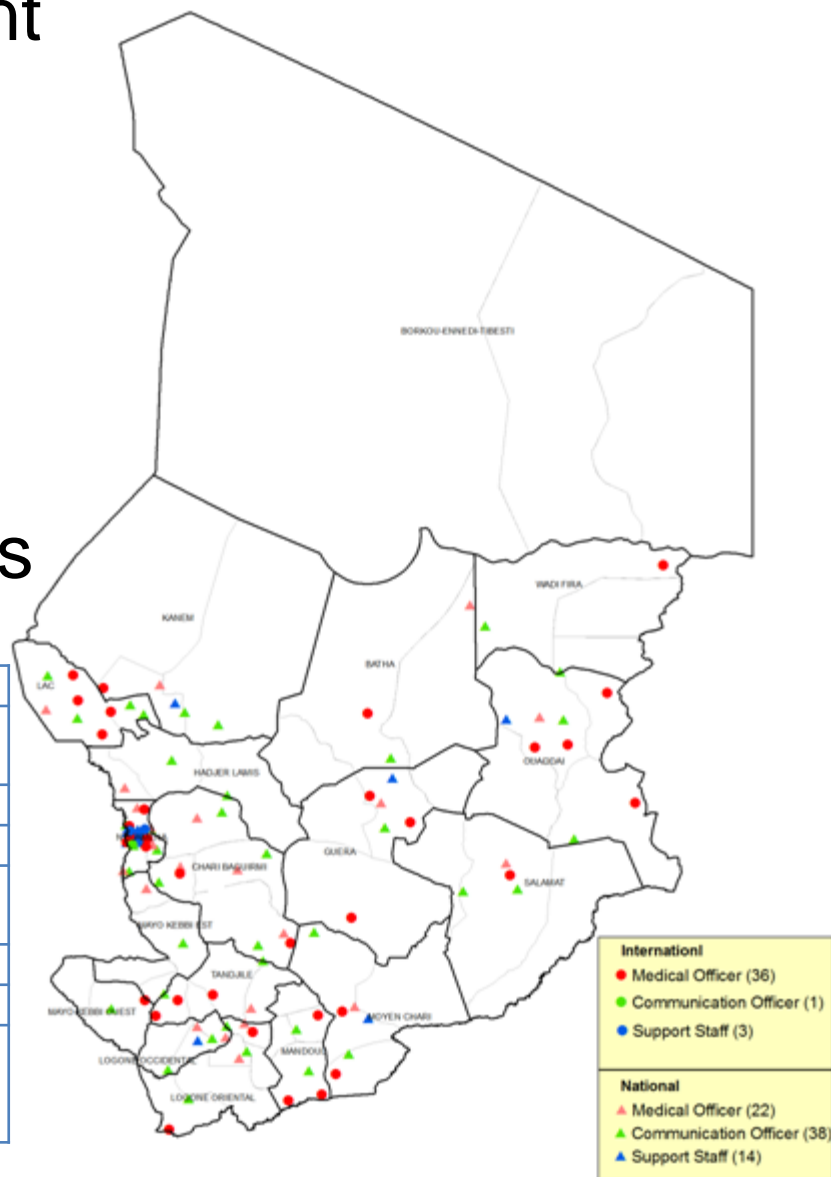 nt
BORKOU-ENNEDI-TIBESTI
s
WADI FIRA
KANEM
BATHA
LAC
OUADDAI
HADJER LAMIS
GUERA
CHARI BAGUIRMI
SALAMAT
MAYO KEBBI EST
TANDJILE
MAYO KEBBI OUEST
MOYEN CHARI
MANDOUL
LOGONE OCCIDENTAL
LOGONE ORIENTAL
Internationl
Medical Officer (36)
Communication Officer (1)
Support Staff (3)
National
Medical Officer (22)
Communication Officer (38)
Support Staff (14)